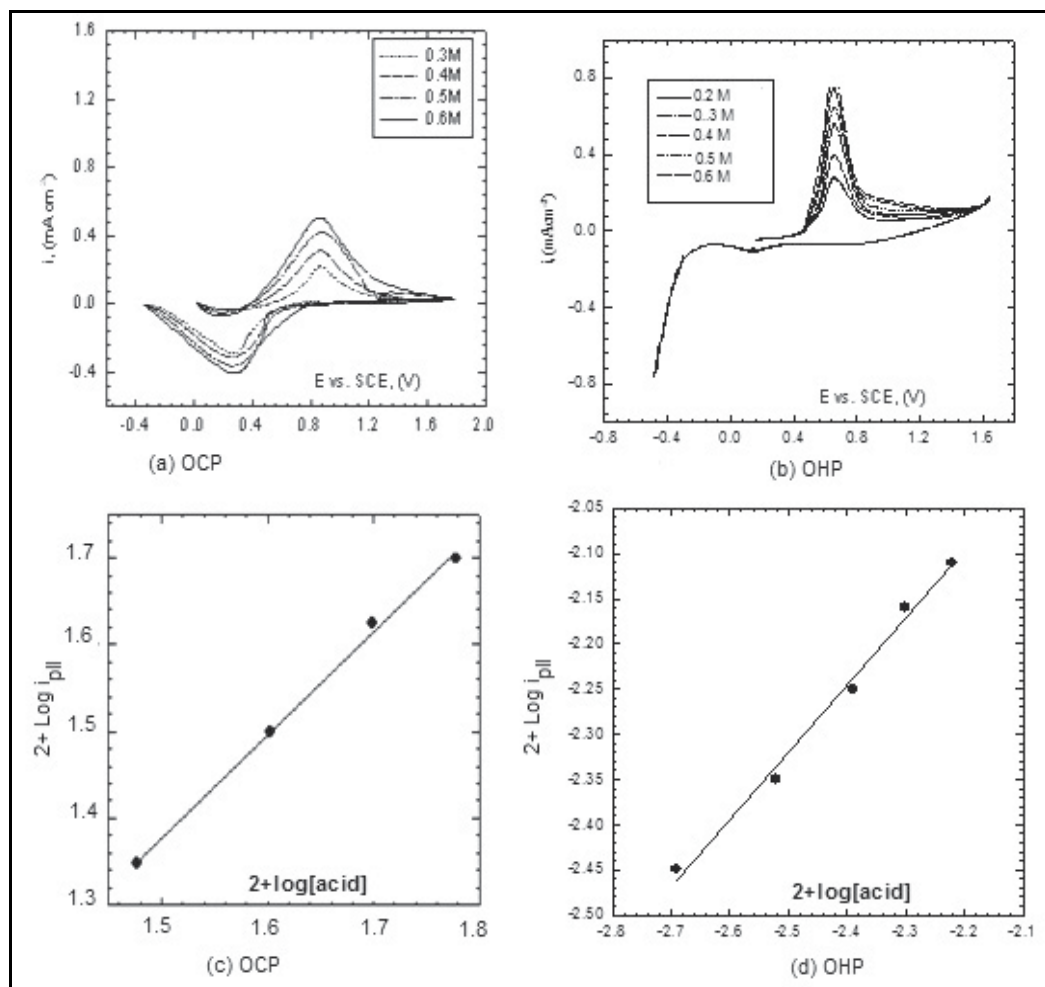 1.6
1.2
0.8
0.4
0.0
-0.4
i, (mA cm⁻²)
0.3M
0.4M
0.5M
0.6M
E vs. SCE, (V)
-0.4 0.0 0.4 0.8 1.2 1.6 2.0
(a) OCP
0.8
0.4
0.0
-0.4
-0.8
i, (mAcm⁻²)
0.2 M
0.3 M
0.4 M
0.5 M
0.6 M
E vs. SCE, (V)
-0.8 -0.4 0.0 0.4 0.8 1.2 1.6
(b) OHP
1.7
1.6
1.5
1.4
1.3
2+ Log i_pII
2+log[acid]
1.5 1.6 1.7 1.8
(c) OCP
-2.05
-2.10
-2.15
-2.20
-2.25
-2.30
-2.35
-2.40
-2.45
-2.50
2+ Log i_pII
2+log[acid]
-2.8 -2.7 -2.6 -2.5 -2.4 -2.3 -2.2 -2.1
(d) OHP